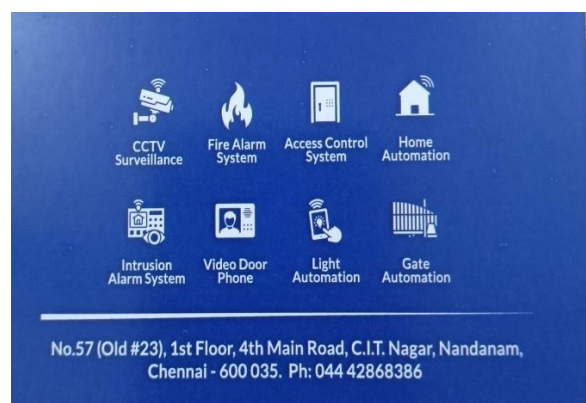 CCTV
Surveillance
Fire Alarm
System
Access Control
System
Home
Automation
Intrusion
Alarm System
Video Door
Phone
Light
Automation
Gate
Automation
No.57 (Old #23), 1st Floor, 4th Main Road, C.I.T. Nagar, Nandanam,
Chennai - 600 035. Ph: 044 42868386